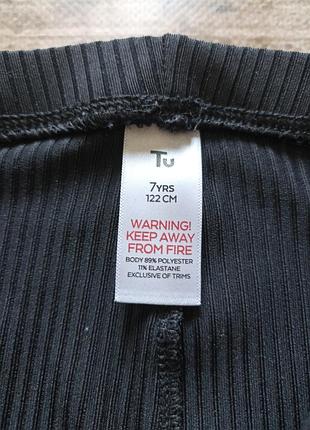 Tu
7YRS
122 CM
WARNING!
KEEP AWAY
FROM FIRE
BODY 89% POLYESTER
11% ELASTANE
EXCLUSIVE OF TRIMS